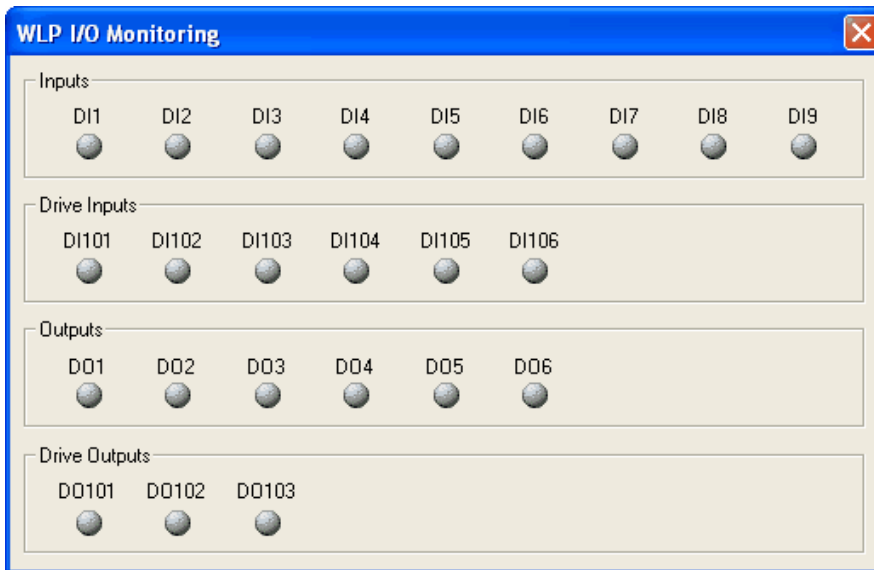 WLP I/O Monitoring
Inputs
DI1 DI2 DI3 DI4 DI5 DI6 DI7 DI8 DI9
Drive Inputs
DI101 DI102 DI103 DI104 DI105 DI106
Outputs
DO1 DO2 DO3 DO4 DO5 DO6
Drive Outputs
DO101 DO102 DO103